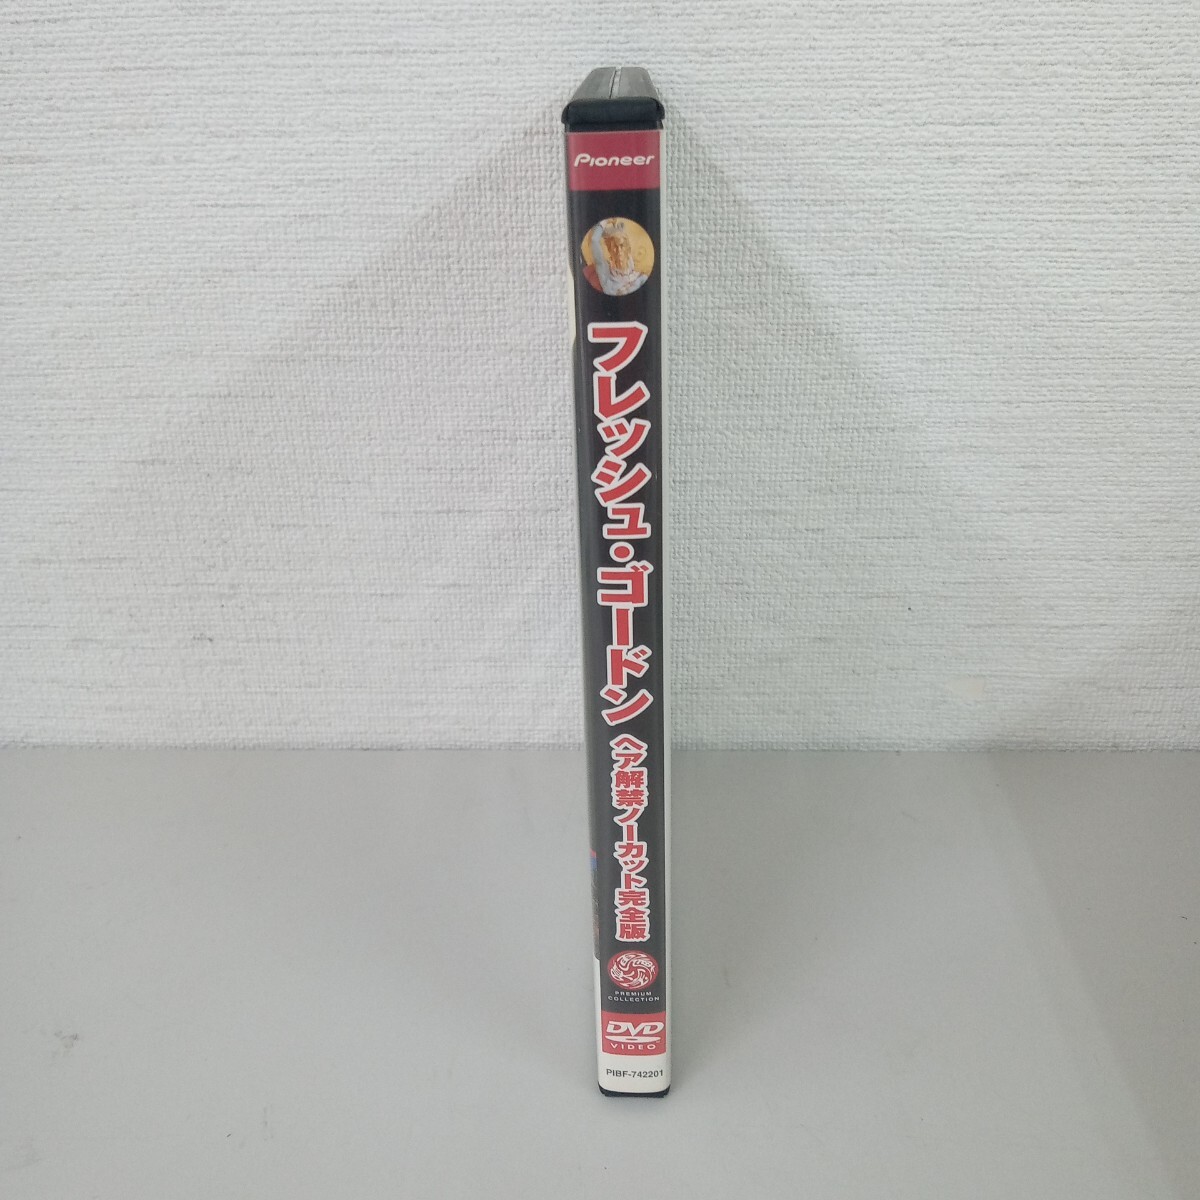 Pioneer
フレッシュ・ゴードン
ヘア解禁ノーカット完全版
PREMIUM
COLLECTION
DVD
VIDEO
PIBF-742201